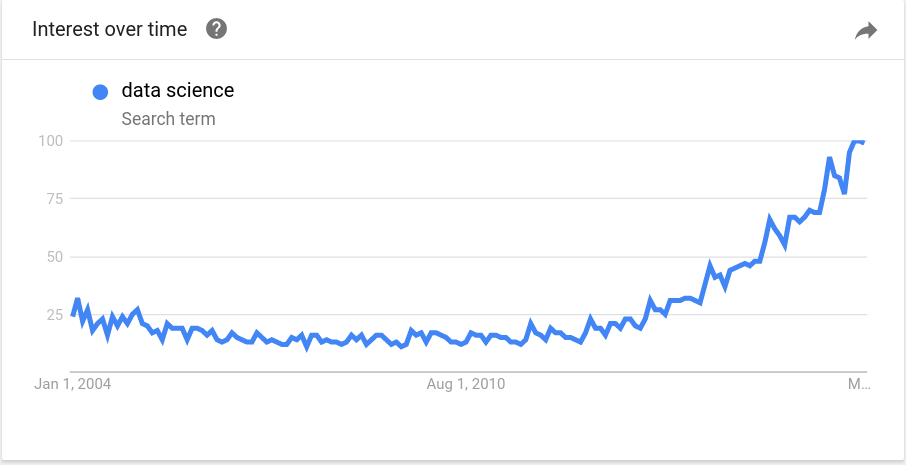 Interest over time ?
data science
Search term
100
75
50
25
Jan 1, 2004 Aug 1, 2010 M...